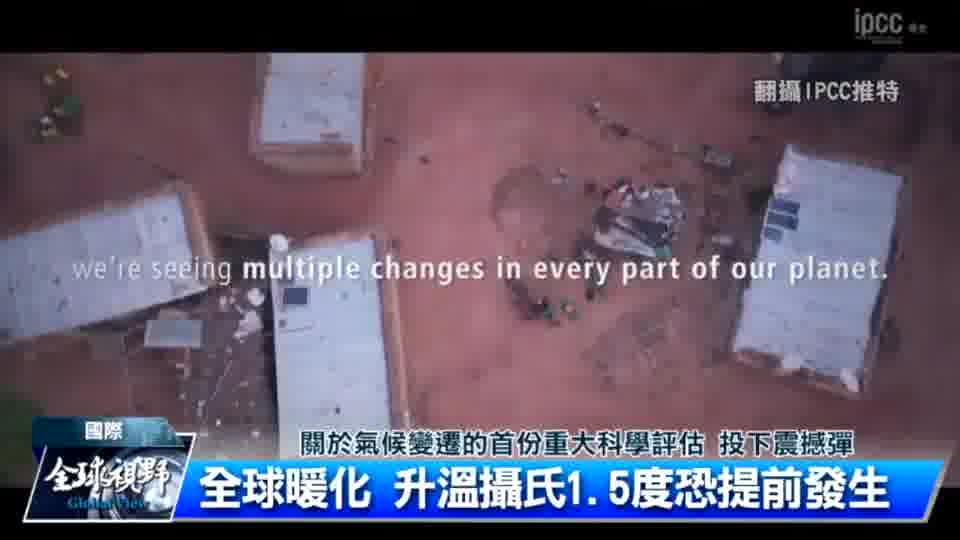 ipcc
翻攝IPCC推特
we're seeing multiple changes in every part of our planet.
國際
關於氣候變遷的首份重大科學評估 投下震撼彈
全球視野
Global View
全球暖化 升溫攝氏1.5度恐提前發生